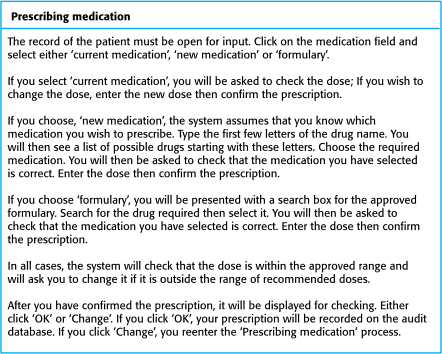 Prescribing medication
The record of the patient must be open for input. Click on the medication field and
select either ‘current medication’, ‘new medication’ or ‘formulary’.
If you select ‘current medication’, you will be asked to check the dose; If you wish to
change the dose, enter the new dose then confirm the prescription.
If you choose, ‘new medication’, the system assumes that you know which
medication you wish to prescribe. Type the first few letters of the drug name. You
will then see a list of possible drugs starting with these letters. Choose the required
medication. You will then be asked to check that the medication you have selected
is correct. Enter the dose then confirm the prescription.
If you choose ‘formulary’, you will be presented with a search box for the approved
formulary. Search for the drug required then select it. You will then be asked to
check that the medication you have selected is correct. Enter the dose then confirm
the prescription.
In all cases, the system will check that the dose is within the approved range and
will ask you to change it if it is outside the range of recommended doses.
After you have confirmed the prescription, it will be displayed for checking. Either
click ‘OK’ or ‘Change’. If you click ‘OK’, your prescription will be recorded on the audit
database. If you click ‘Change’, you reenter the ‘Prescribing medication’ process.